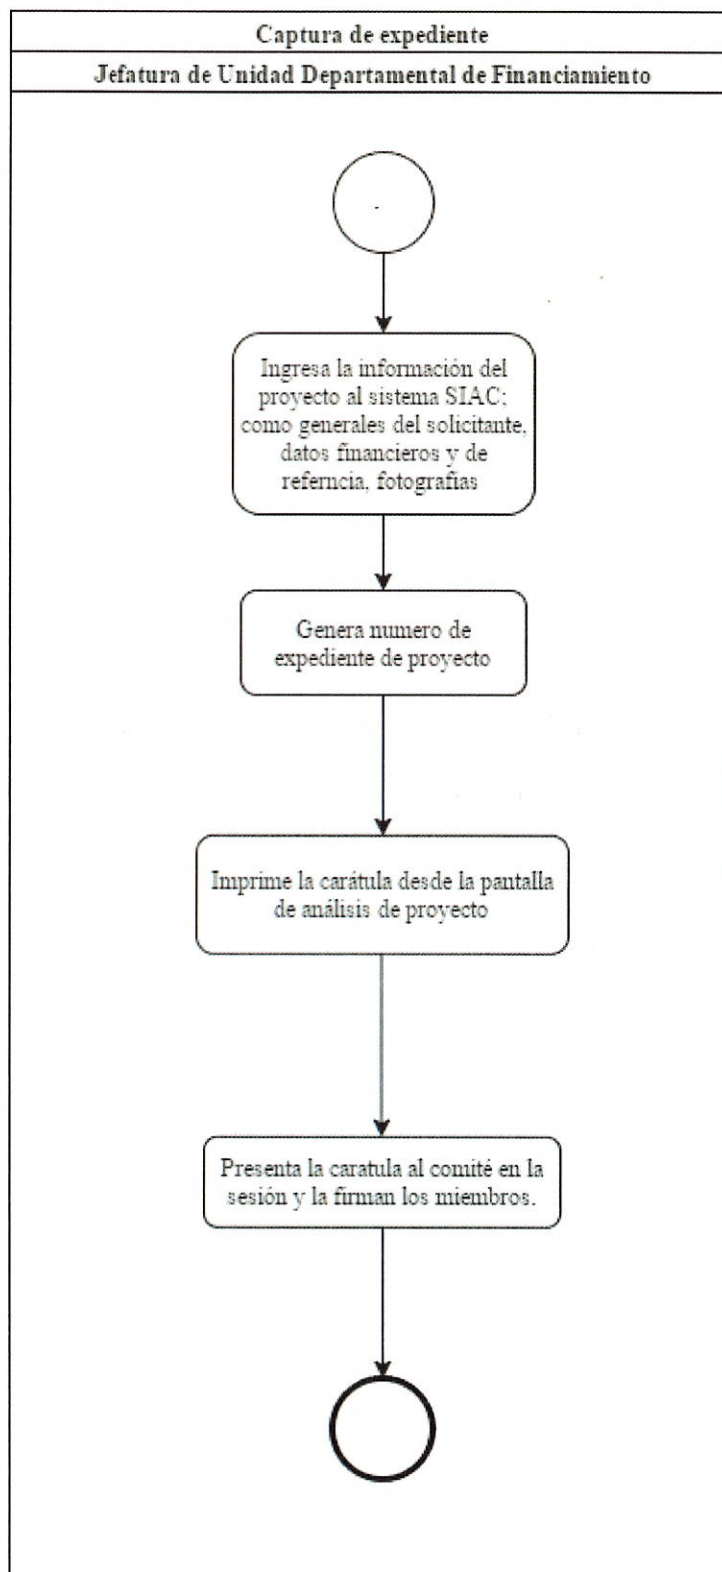 Captura de expediente
Jefatura de Unidad Departamental de Financiamiento
Ingresa la información del
proyecto al sistema SIAC;
como generales del solicitante,
datos financieros y de
referncia, fotografias
Genera numero de
expediente de proyecto
Imprime la carátula desde la pantalla
de análisis de proyecto
Presenta la caratula al comité en la
sesión y la firman los miembros.